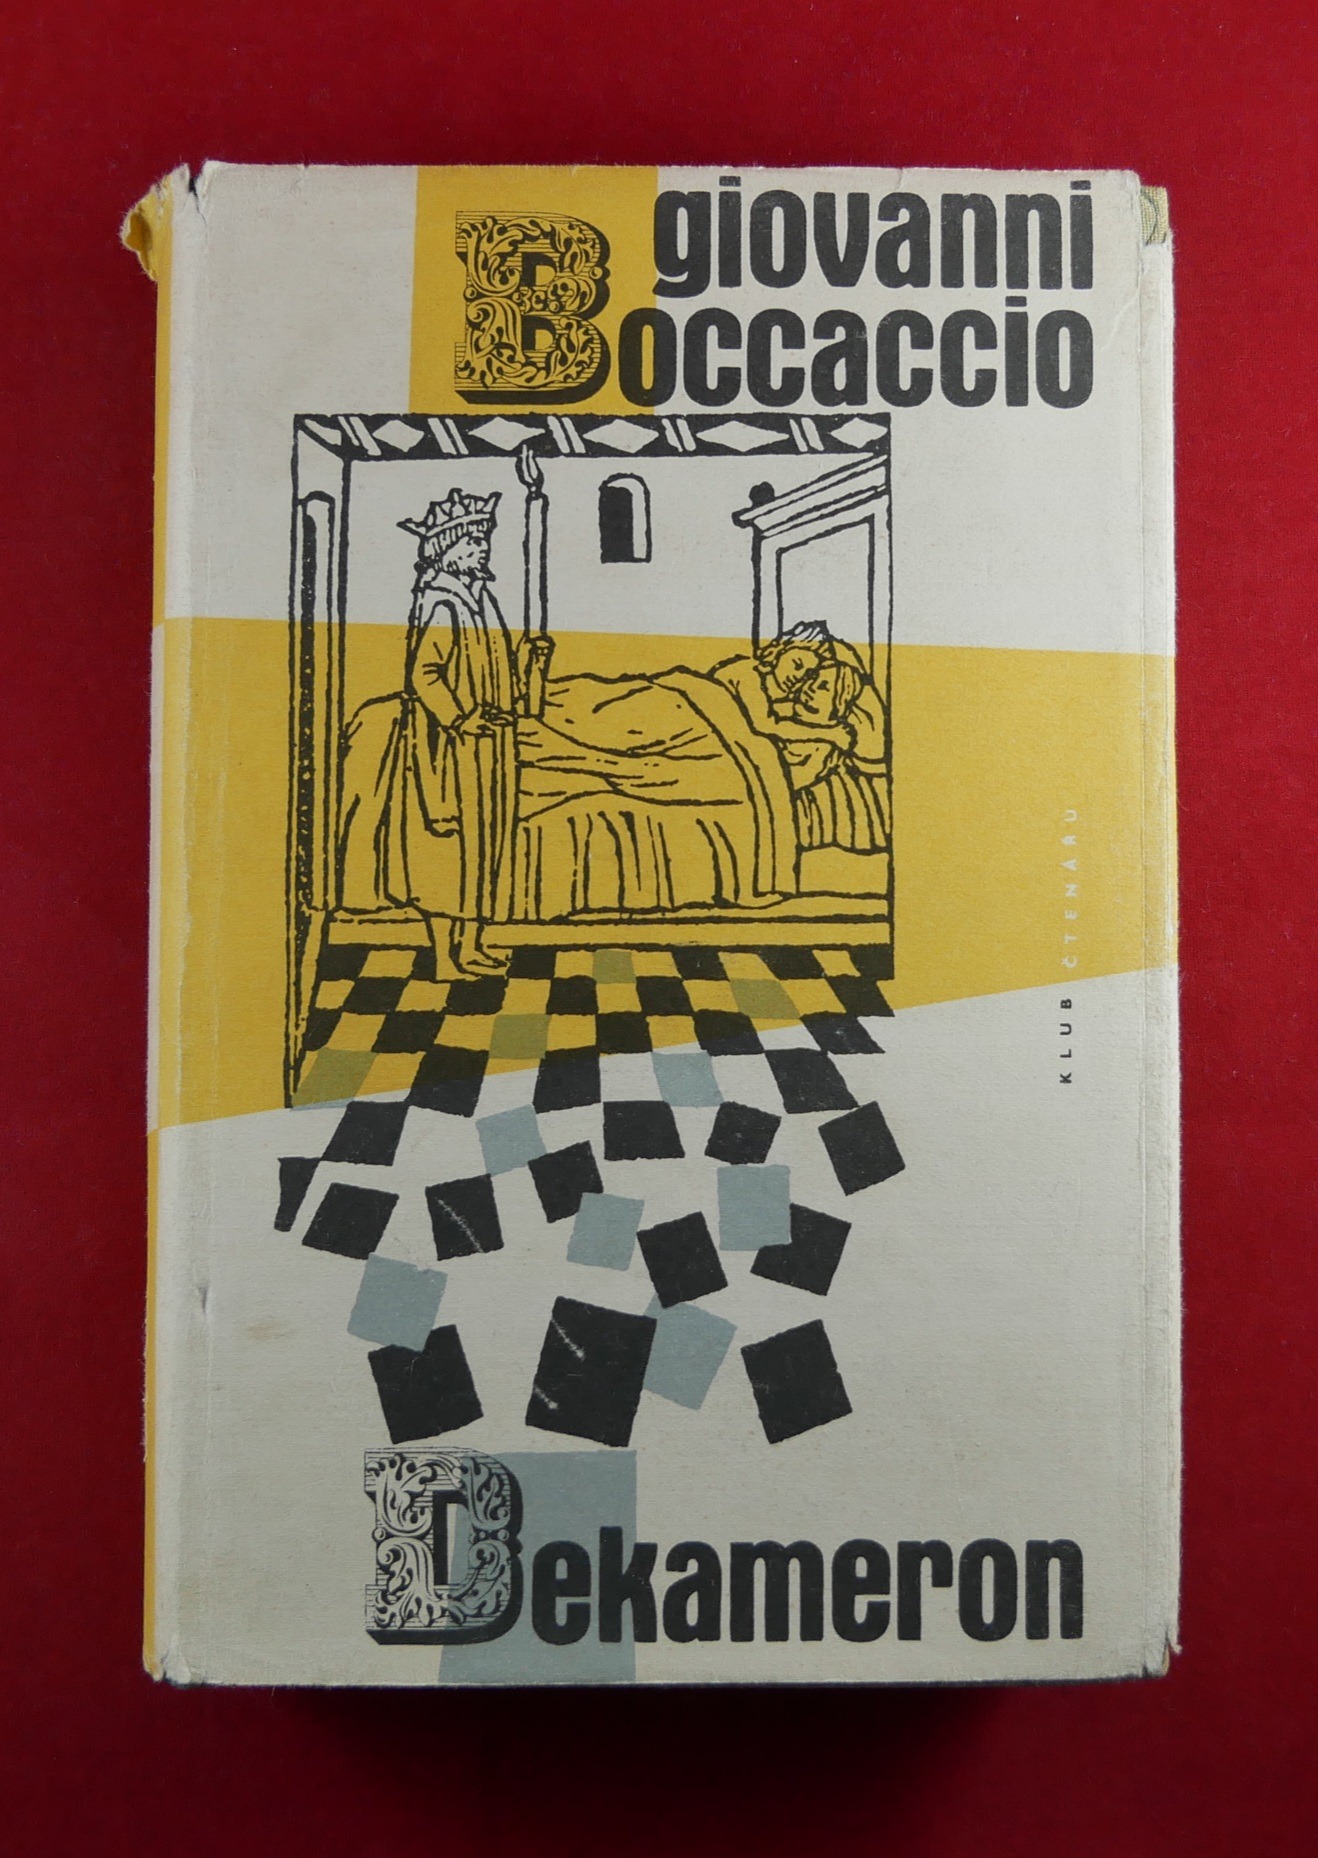 giovanni
Boccaccio
KLUB ČTENÁŘŮ
Dekameron